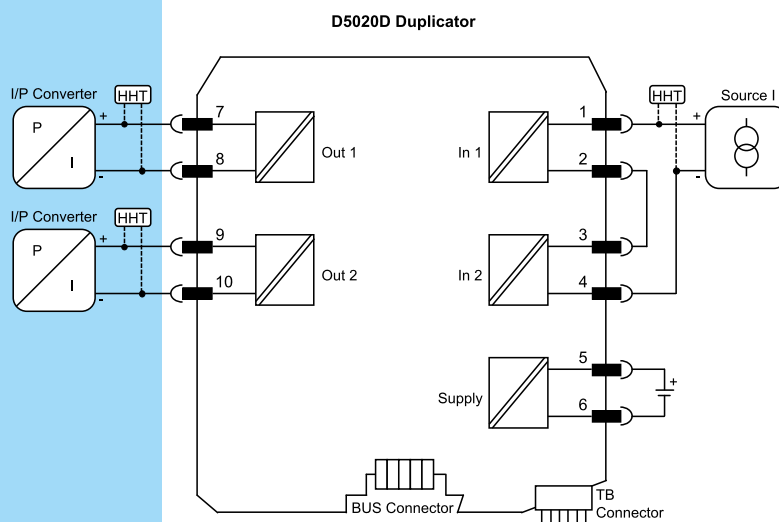 D5020D Duplicator
I/P Converter
HHT
+
P
I
-
7
8
Out 1
I/P Converter
HHT
+
P
I
-
9
10
Out 2
In 1
1
2
HHT
Source I
+
-
In 2
3
4
Supply
5
6
+
BUS Connector
TB
Connector